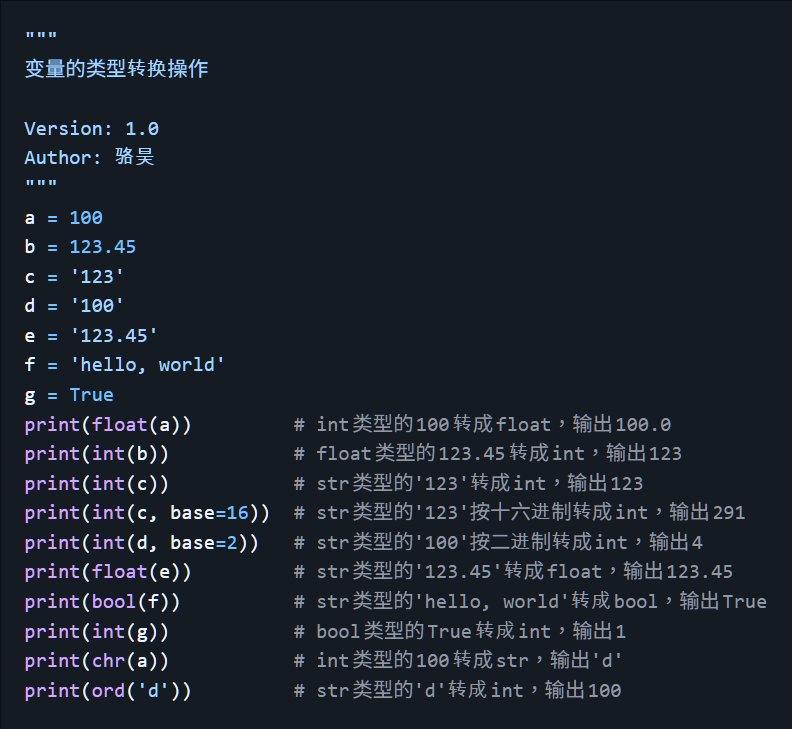 """
变量的类型转换操作
Version: 1.0
Author: 骆昊
"""
a = 100
b = 123.45
c = '123'
d = '100'
e = '123.45'
f = 'hello, world'
g = True
print(float(a))         # int类型的100转成float，输出100.0
print(int(b))           # float类型的123.45转成int，输出123
print(int(c))           # str类型的'123'转成int，输出123
print(int(c, base=16))  # str类型的'123'按十六进制转成int，输出291
print(int(d, base=2))   # str类型的'100'按二进制转成int，输出4
print(float(e))         # str类型的'123.45'转成float，输出123.45
print(bool(f))          # str类型的'hello, world'转成bool，输出True
print(int(g))           # bool类型的True转成int，输出1
print(chr(a))           # int类型的100转成str，输出'd'
print(ord('d'))         # str类型的'd'转成int，输出100